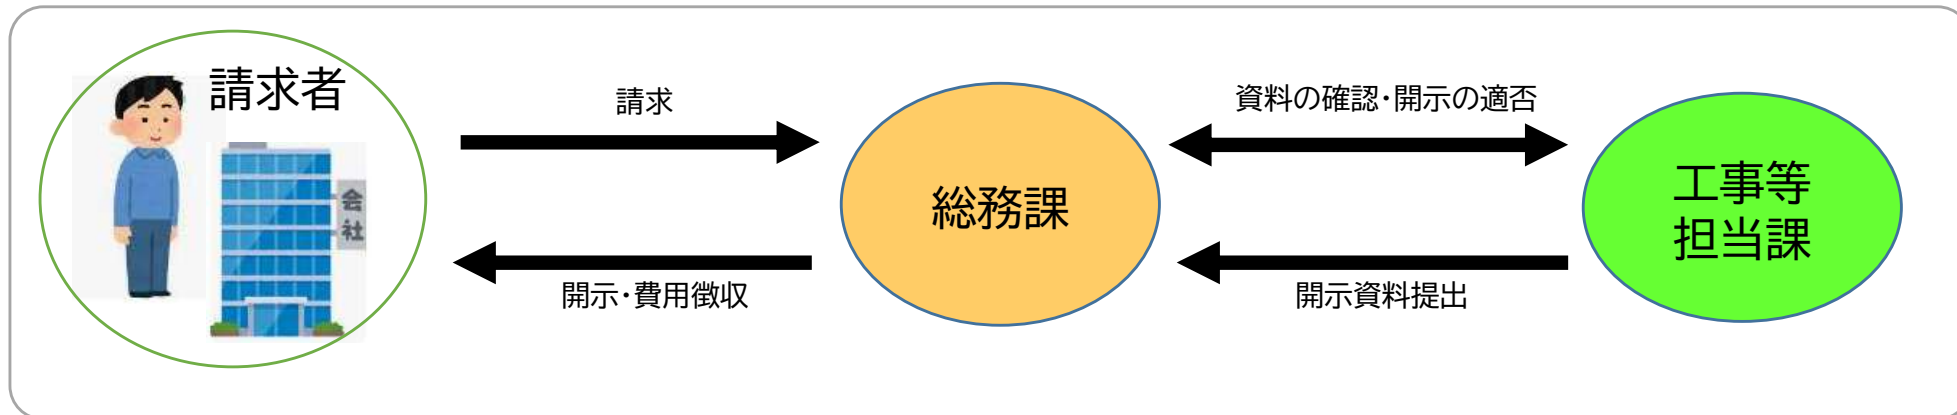 請求者
会
社
請求
開示・費用徴収
総務課
資料の確認・開示の適否
開示資料提出
工事等
担当課